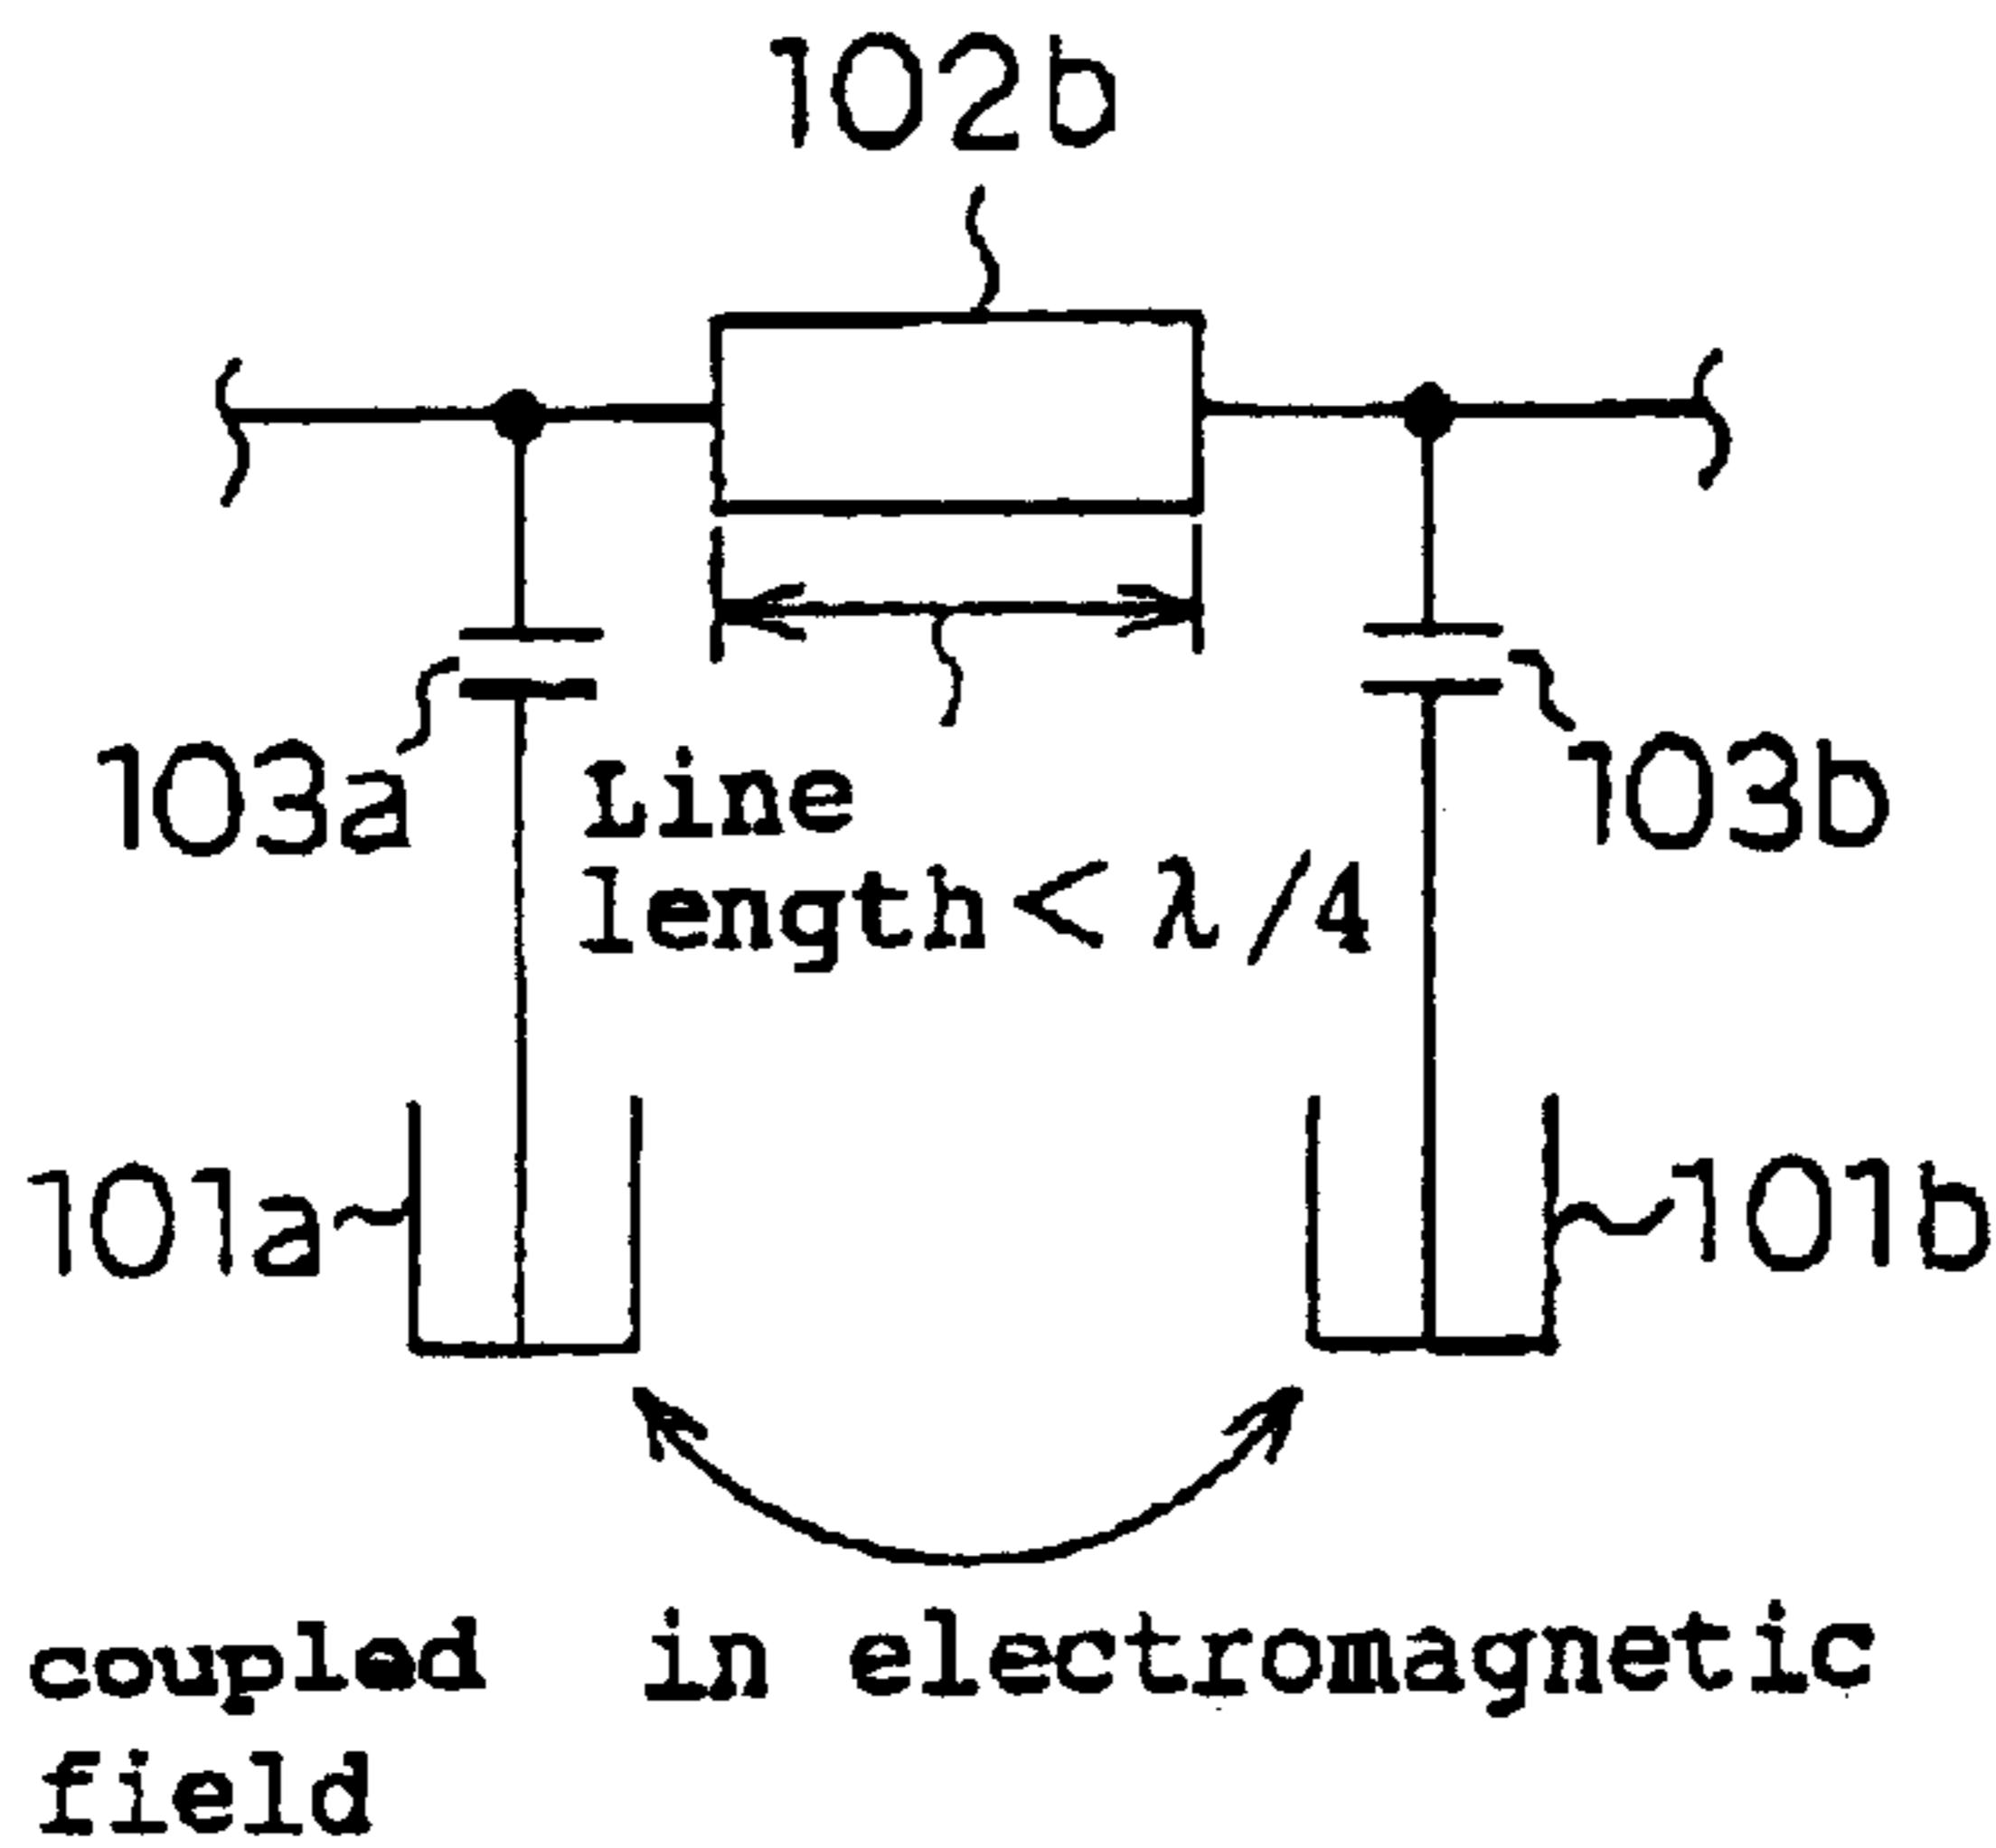 102b
103a
103b
Line
length < λ/4
101a
101b
coupled in electromagnetic
field